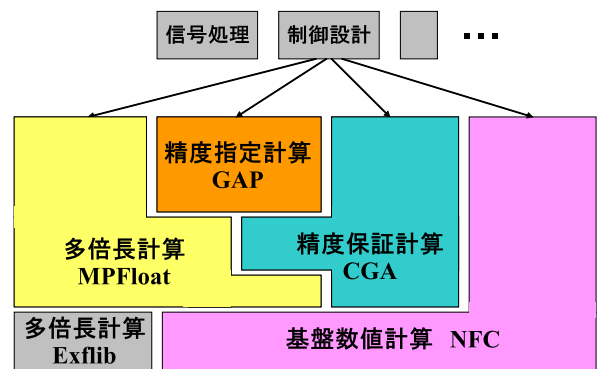 信号処理
制御設計
…
精度指定計算
GAP
多倍長計算
MPFloat
精度保証計算
CGA
多倍長計算
Exflib
基盤数値計算 NFC